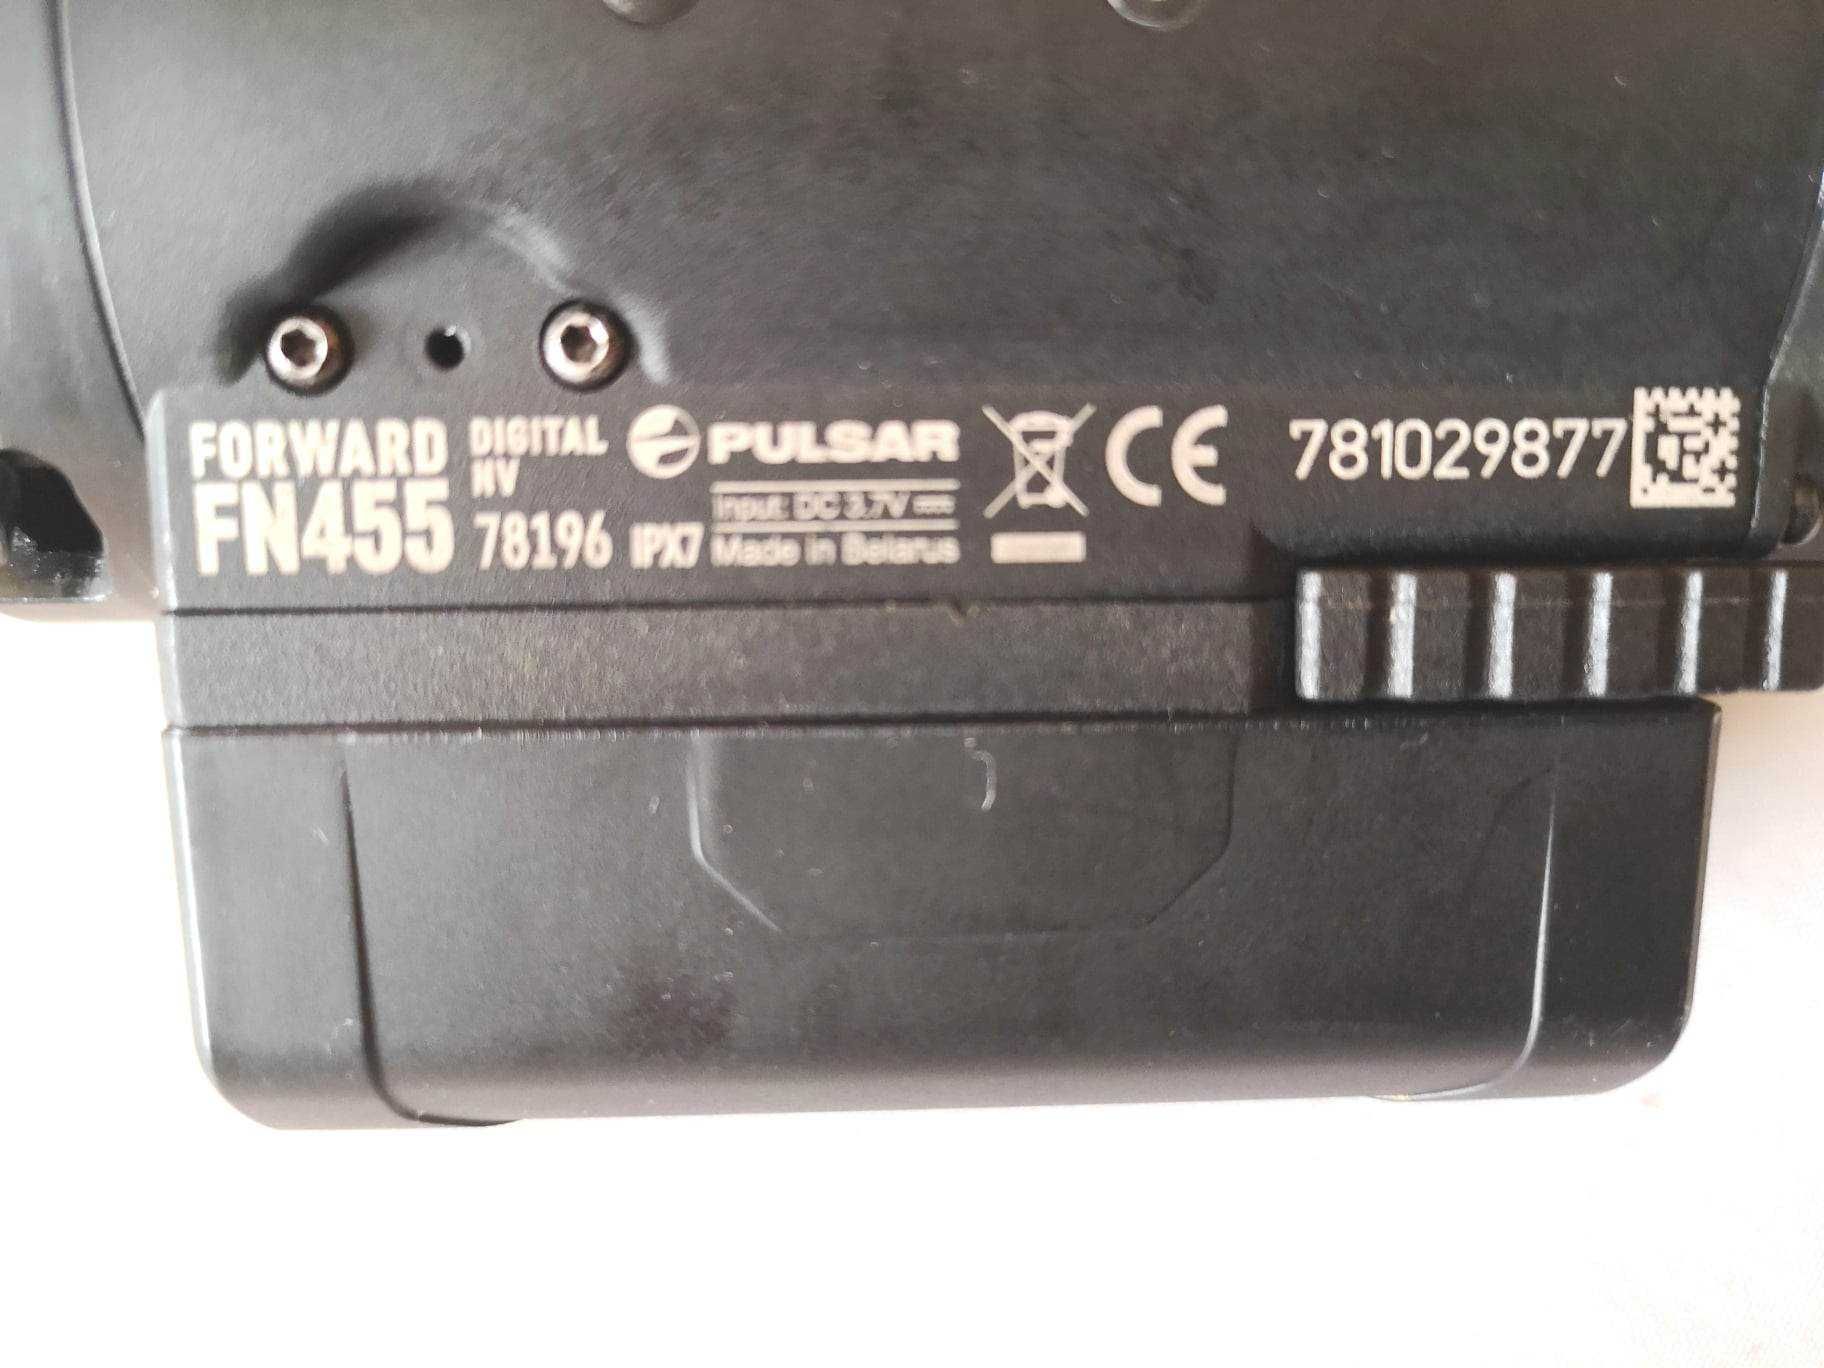 FORWARD
FN455
DIGITAL
NV
78196
IPX7
PULSAR
Input: DC 3.7V
Made in Belarus
CE
781029877